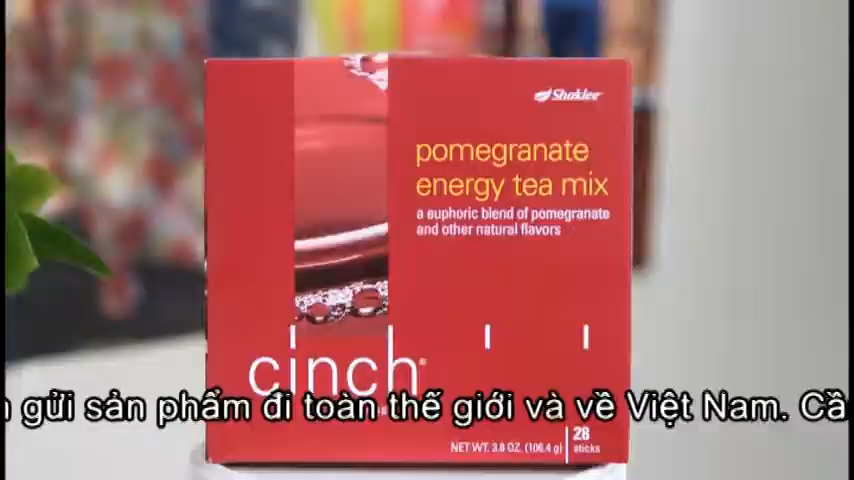 Shaklee
pomegranate
energy tea mix
a euphoric blend of pomegranate
and other natural flavors
cinch®
gửi sản phẩm đi toàn thế giới và về Việt Nam. Cầ
28
sticks
NET WT. 3.8 OZ. (106.4 g)